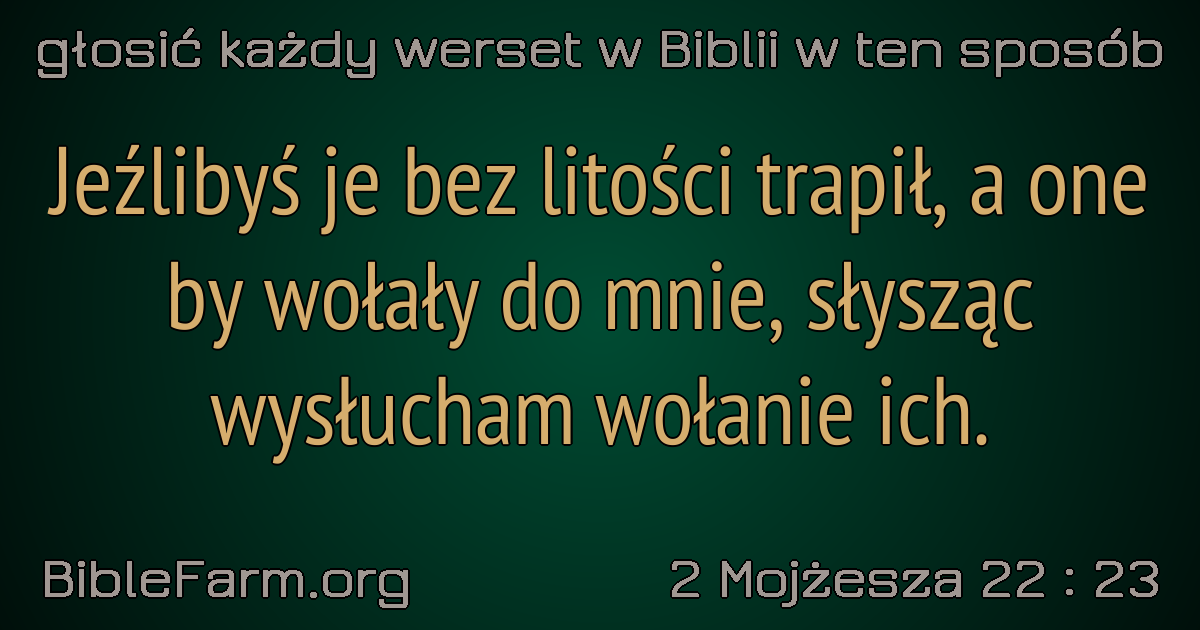 głosić każdy werset w Biblii w ten sposób
Jeźlibyś je bez litości trapił, a one
by wołały do mnie, słysząc
wysłucham wołanie ich.
BibleFarm.org
2 Mojżesza 22 : 23